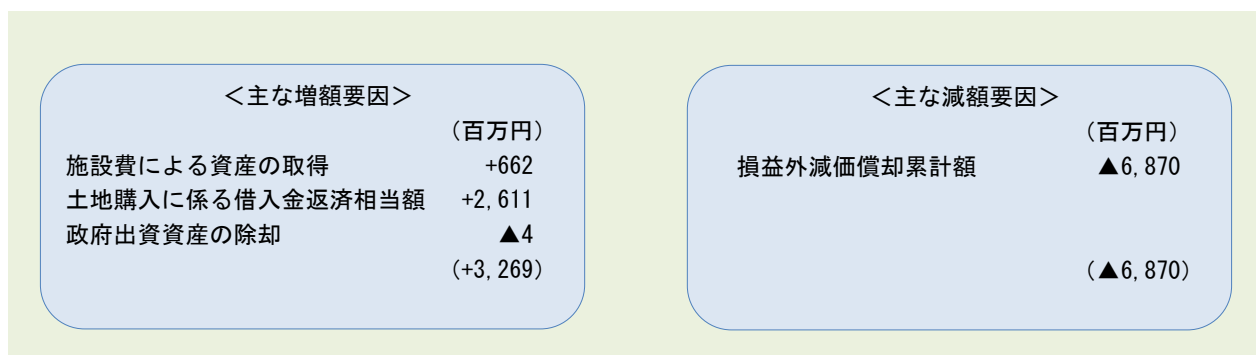 ＜主な増額要因＞
（百万円）
施設費による資産の取得 +662
土地購入に係る借入金返済相当額 +2,611
政府出資資産の除却 ▲4
（+3,269）
＜主な減額要因＞
（百万円）
損益外減価償却累計額 ▲6,870
（▲6,870）